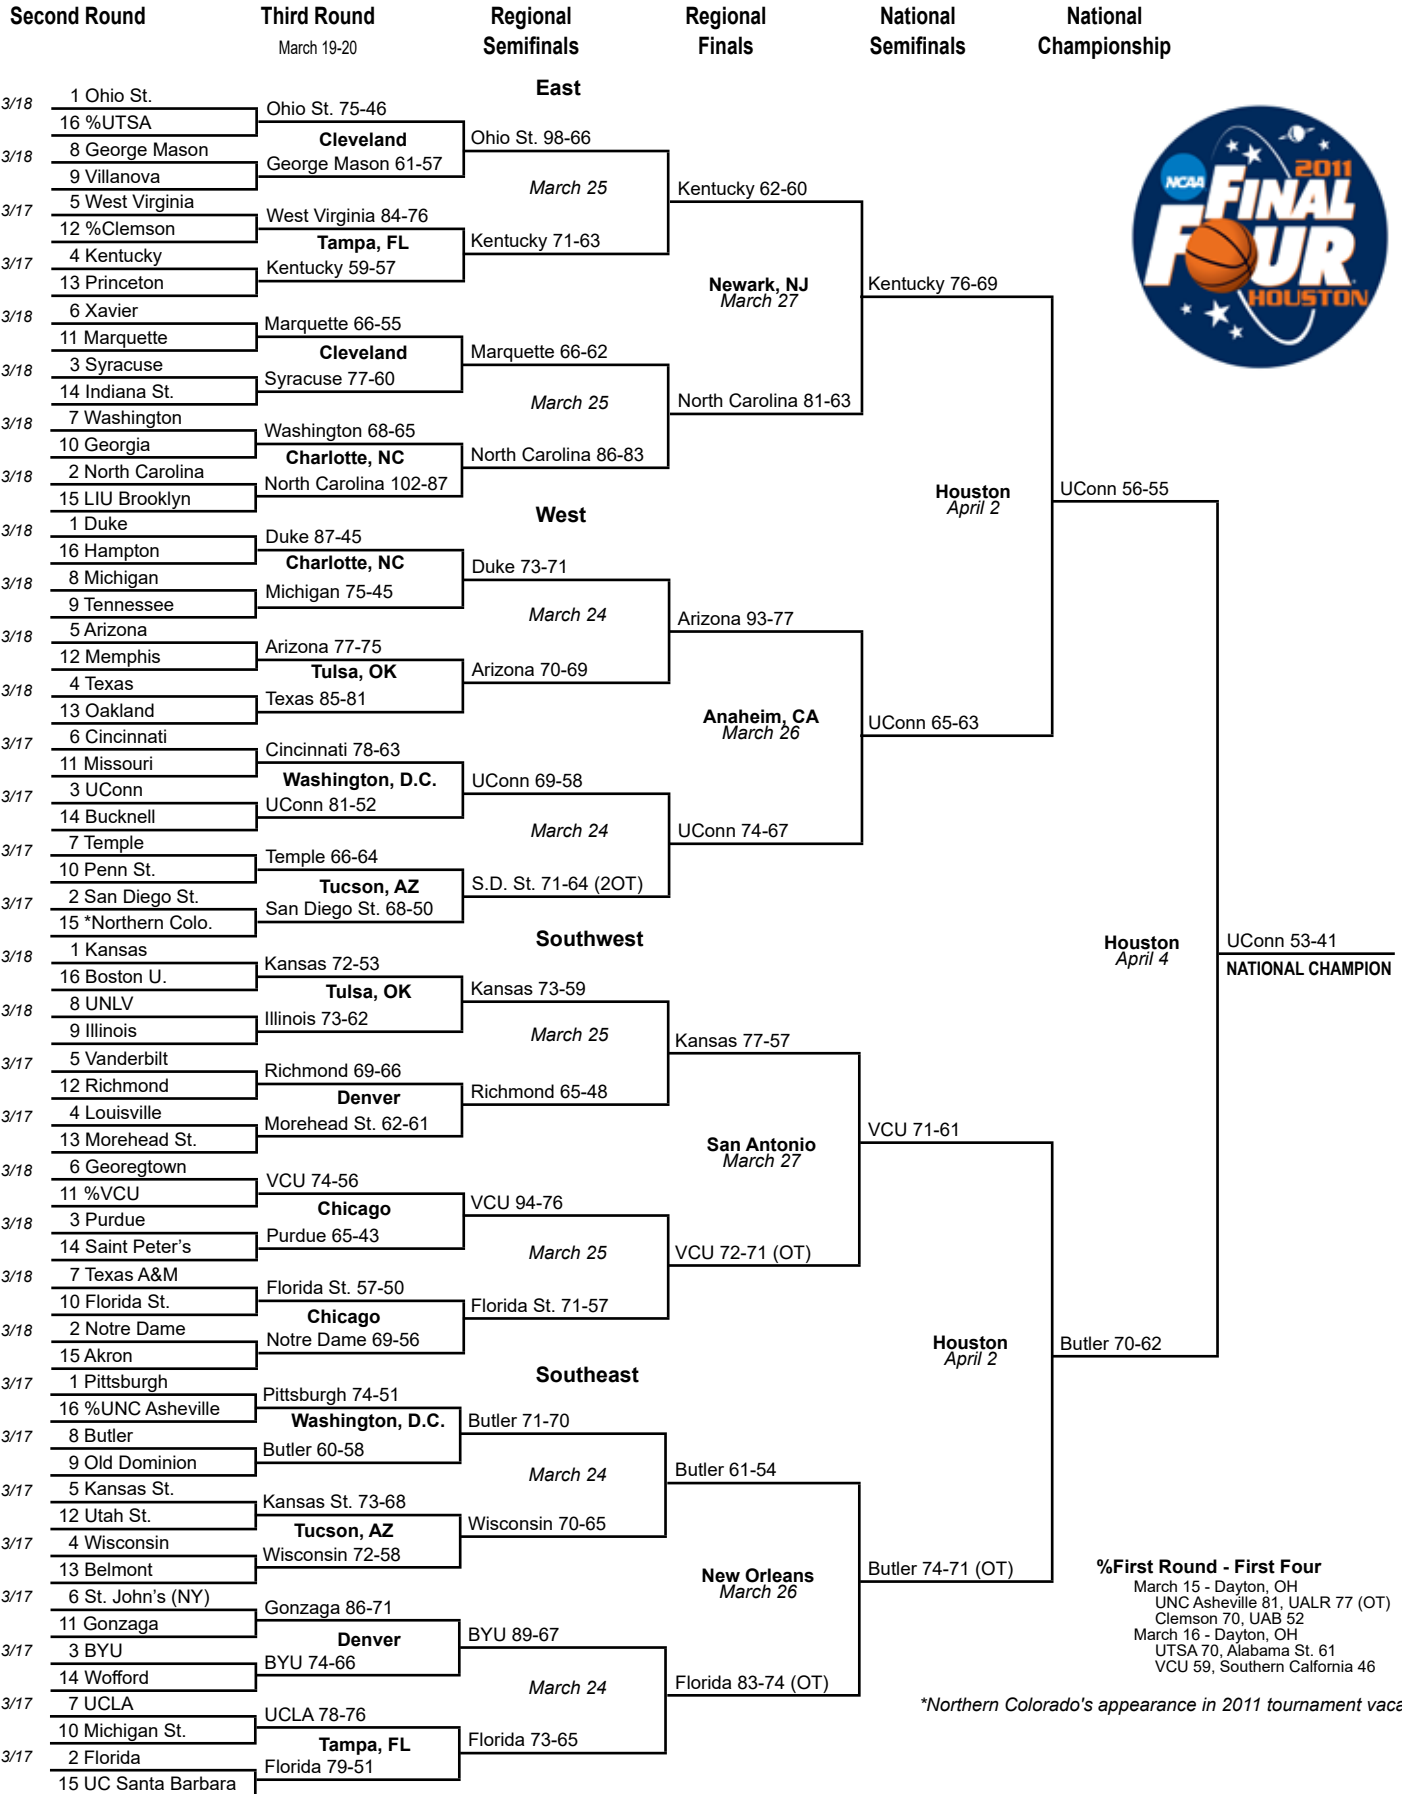 Second Round
Third Round
March 19-20
Regional
Semifinals
Regional
Finals
National
Semifinals
National
Championship
East
3/18
1 Ohio St.
16 %UTSA
3/18
8 George Mason
9 Villanova
3/17
5 West Virginia
12 %Clemson
3/17
4 Kentucky
13 Princeton
3/18
6 Xavier
11 Marquette
3/18
3 Syracuse
14 Indiana St.
3/18
7 Washington
10 Georgia
3/18
2 North Carolina
15 LIU Brooklyn
Ohio St. 75-46
Cleveland
George Mason 61-57
West Virginia 84-76
Tampa, FL
Kentucky 59-57
Marquette 66-55
Cleveland
Syracuse 77-60
Washington 68-65
Charlotte, NC
North Carolina 102-87
Ohio St. 98-66
March 25
Kentucky 71-63
Marquette 66-62
March 25
North Carolina 86-83
Kentucky 62-60
Newark, NJ
March 27
North Carolina 81-63
Kentucky 76-69
West
3/18
1 Duke
16 Hampton
3/18
8 Michigan
9 Tennessee
3/18
5 Arizona
12 Memphis
3/18
4 Texas
13 Oakland
3/17
6 Cincinnati
11 Missouri
3/17
3 UConn
14 Bucknell
3/17
7 Temple
10 Penn St.
3/17
2 San Diego St.
15 *Northern Colo.
Duke 87-45
Charlotte, NC
Michigan 75-45
Arizona 77-75
Tulsa, OK
Texas 85-81
Cincinnati 78-63
Washington, D.C.
UConn 81-52
Temple 66-64
Tucson, AZ
San Diego St. 68-50
Duke 73-71
March 24
Arizona 70-69
UConn 69-58
March 24
S.D. St. 71-64 (2OT)
Arizona 93-77
Anaheim, CA
March 26
UConn 74-67
UConn 65-63
Houston
April 2
UConn 56-55
Southwest
3/18
1 Kansas
16 Boston U.
3/18
8 UNLV
9 Illinois
3/17
5 Vanderbilt
12 Richmond
3/17
4 Louisville
13 Morehead St.
3/18
6 Georegtown
11 %VCU
3/18
3 Purdue
14 Saint Peter's
3/18
7 Texas A&M
10 Florida St.
3/18
2 Notre Dame
15 Akron
Kansas 72-53
Tulsa, OK
Illinois 73-62
Richmond 69-66
Denver
Morehead St. 62-61
VCU 74-56
Chicago
Purdue 65-43
Florida St. 57-50
Chicago
Notre Dame 69-56
Kansas 73-59
March 25
Richmond 65-48
VCU 94-76
March 25
Florida St. 71-57
Kansas 77-57
San Antonio
March 27
VCU 72-71 (OT)
VCU 71-61
Southeast
3/17
1 Pittsburgh
16 %UNC Asheville
3/17
8 Butler
9 Old Dominion
3/17
5 Kansas St.
12 Utah St.
3/17
4 Wisconsin
13 Belmont
3/17
6 St. John's (NY)
11 Gonzaga
3/17
3 BYU
14 Wofford
3/17
7 UCLA
10 Michigan St.
3/17
2 Florida
15 UC Santa Barbara
Pittsburgh 74-51
Washington, D.C.
Butler 60-58
Kansas St. 73-68
Tucson, AZ
Wisconsin 72-58
Gonzaga 86-71
Denver
BYU 74-66
UCLA 78-76
Tampa, FL
Florida 79-51
Butler 71-70
March 24
Wisconsin 70-65
BYU 89-67
March 24
Florida 73-65
Butler 61-54
New Orleans
March 26
Florida 83-74 (OT)
Butler 74-71 (OT)
Houston
April 2
Butler 70-62
Houston
April 4
UConn 53-41
NATIONAL CHAMPION
NCAA
2011
FINAL
FOUR
HOUSTON
%First Round - First Four
March 15 - Dayton, OH
UNC Asheville 81, UALR 77 (OT)
Clemson 70, UAB 52
March 16 - Dayton, OH
UTSA 70, Alabama St. 61
VCU 59, Southern Calfornia 46
*Northern Colorado's appearance in 2011 tournament vaca